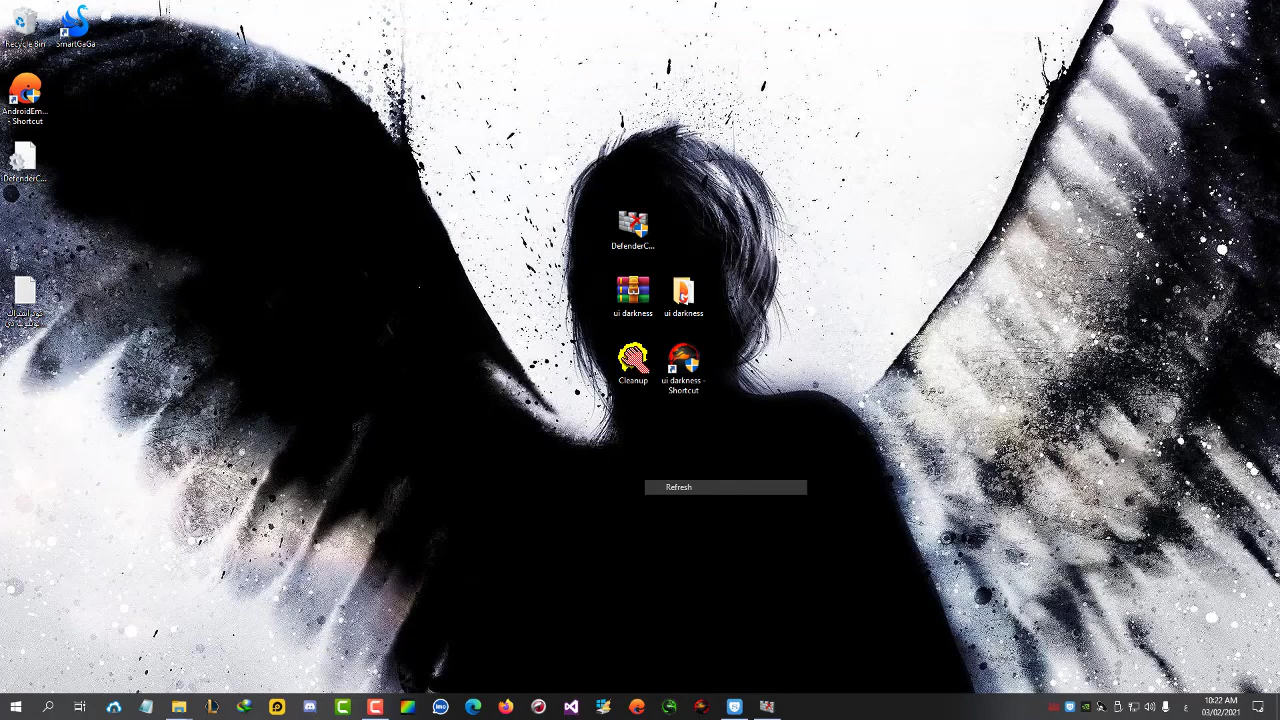 Recycle Bin
SmartGaGa
AndroidEm...
- Shortcut
DefenderC...
DefenderC...
ui darkness
ui darkness
Cleanup
ui darkness -
Shortcut
Refresh
ع
10:22 AM
03/02/2021